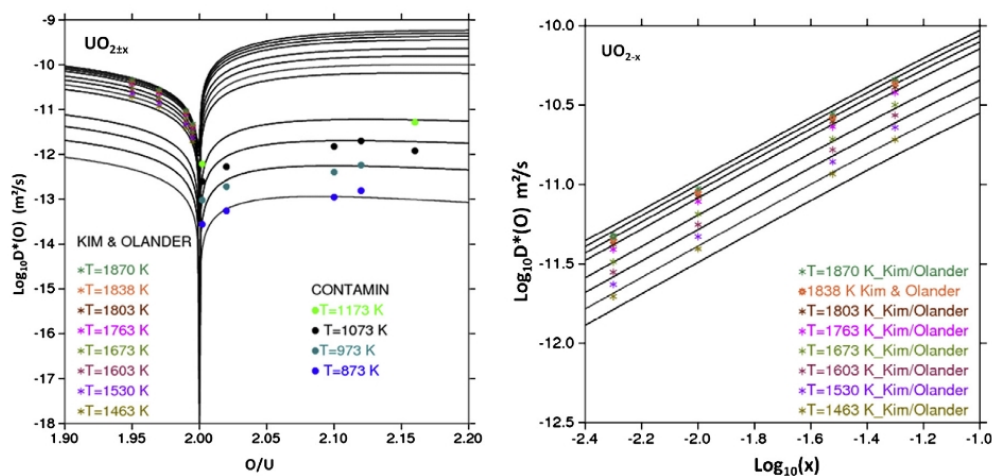 -9
UO2±x
-10
-11
-12
-13
-14
-15
-16
-17
-18
Log10D*(O) (m²/s)
KIM & OLANDER
*T=1870 K
*T=1838 K
*T=1803 K
*T=1763 K
*T=1673 K
*T=1603 K
*T=1530 K
*T=1463 K
CONTAMIN
T=1173 K
T=1073 K
T=973 K
T=873 K
1.90 1.95 2.00 2.05 2.10 2.15 2.20
O/U
-10.0
UO2-x
-10.5
-11.0
-11.5
-12.0
-12.5
Log10D*(O) m²/s
*T=1870 K_Kim/Olander
1838 K Kim & Olander
*T=1803 K_Kim/Olander
*T=1763 K_Kim/Olander
*T=1673 K_Kim/Olander
*T=1603 K_Kim/Olander
*T=1530 K_Kim/Olander
*T=1463 K_Kim/Olander
-2.4 -2.2 -2.0 -1.8 -1.6 -1.4 -1.2 -1.0
Log10(x)